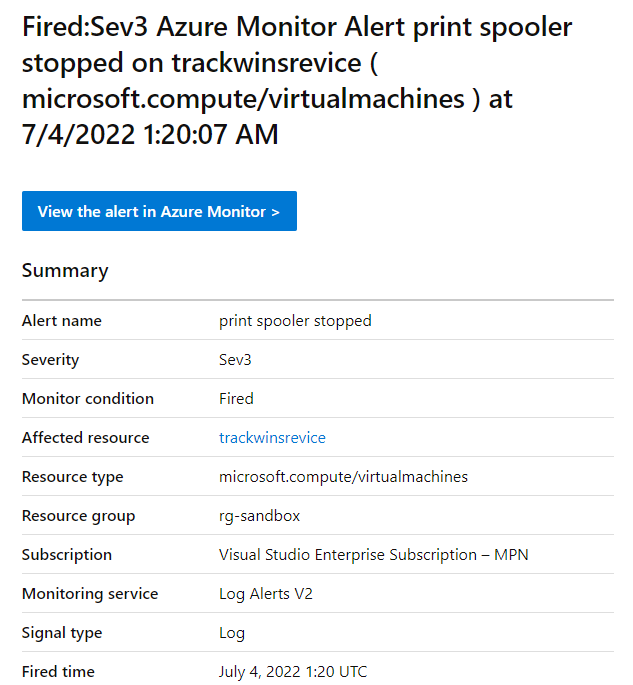 Fired:Sev3 Azure Monitor Alert print spooler
stopped on trackwinsrevice (
microsoft.compute/virtualmachines ) at
7/4/2022 1:20:07 AM
View the alert in Azure Monitor >
Summary
Alert name print spooler stopped
Severity Sev3
Monitor condition Fired
Affected resource trackwinsrevice
Resource type microsoft.compute/virtualmachines
Resource group rg-sandbox
Subscription Visual Studio Enterprise Subscription – MPN
Monitoring service Log Alerts V2
Signal type Log
Fired time July 4, 2022 1:20 UTC